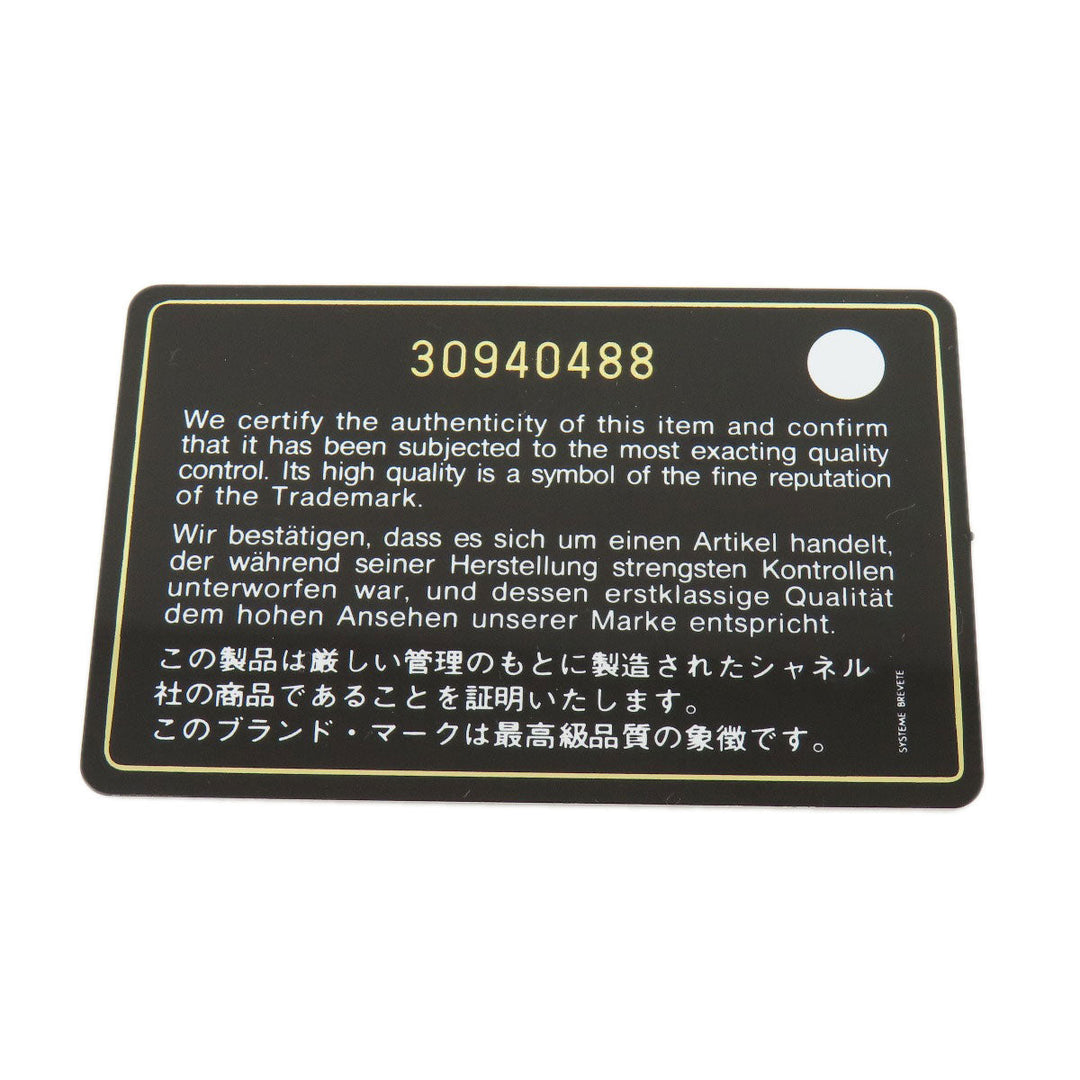 30940488
We certify the authenticity of this item and confirm
that it has been subjected to the most exacting quality
control. Its high quality is a symbol of the fine reputation
of the Trademark.
Wir bestätigen, dass es sich um einen Artikel handelt,
der während seiner Herstellung strengsten Kontrollen
unterworfen war, und dessen erstklassige Qualität
dem hohen Ansehen unserer Marke entspricht.
この製品は厳しい管理のもとに製造されたシャネル
社の商品であることを証明いたします。
このブランド・マークは最高級品質の象徴です。
SYSTEME BREVETE